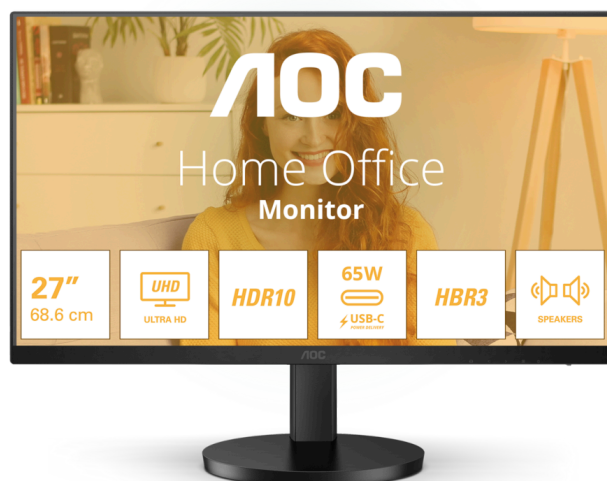 AOC
Home Office
Monitor
27"
68.6 cm
UHD
ULTRA HD
HDR10
65W
USB-C
POWER DELIVERY
HBR3
SPEAKERS
AOC